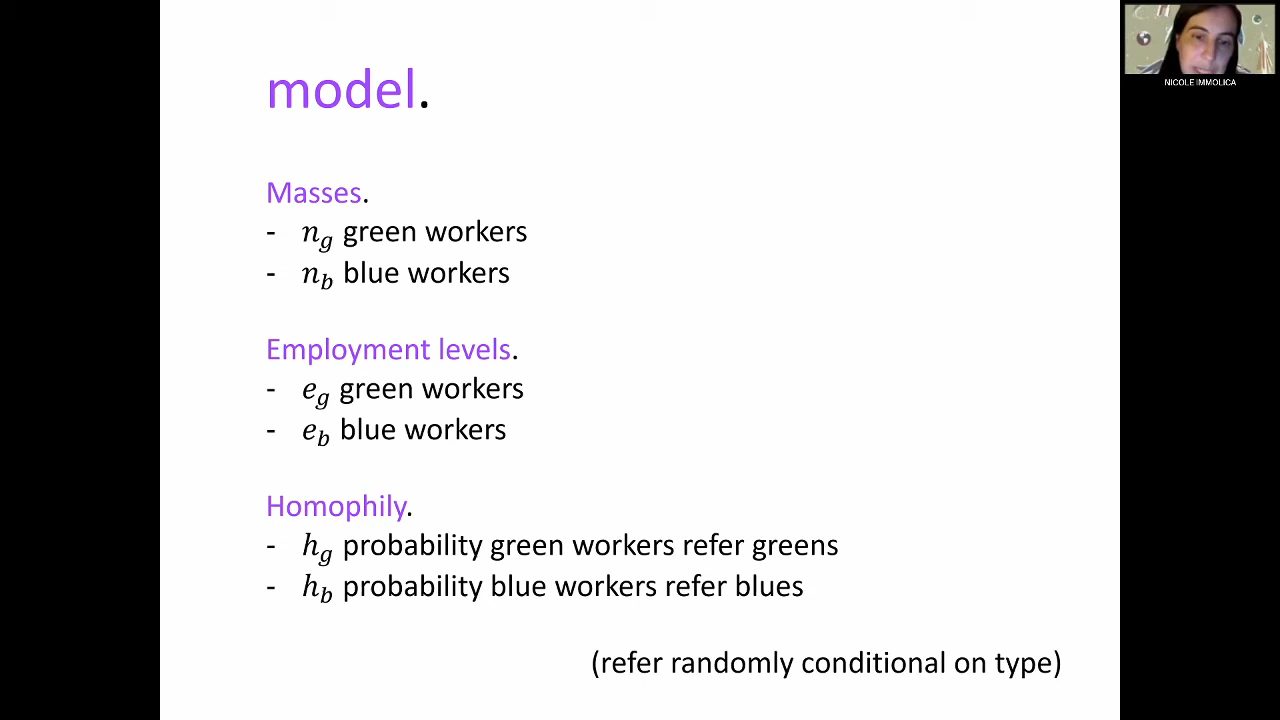 model.
NICOLE IMMOLICA
Masses.
- n_g green workers
- n_b blue workers
Employment levels.
- e_g green workers
- e_b blue workers
Homophily.
- h_g probability green workers refer greens
- h_b probability blue workers refer blues
(refer randomly conditional on type)